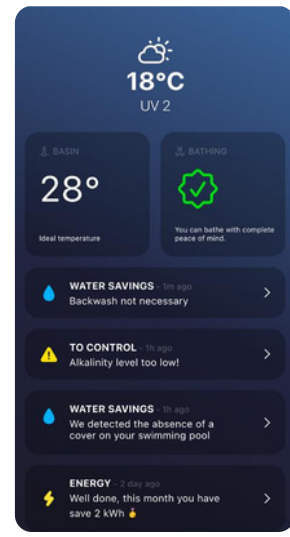 18°C
UV 2
BASIN
28°
Ideal temperature
BATHING
You can bathe with complete
peace of mind.
WATER SAVINGS - 1m ago
Backwash not necessary
TO CONTROL - 1h ago
Alkalinity level too low!
WATER SAVINGS - 1h ago
We detected the absence of a
cover on your swimming pool
ENERGY - 2 day ago
Well done, this month you have
save 2 kWh